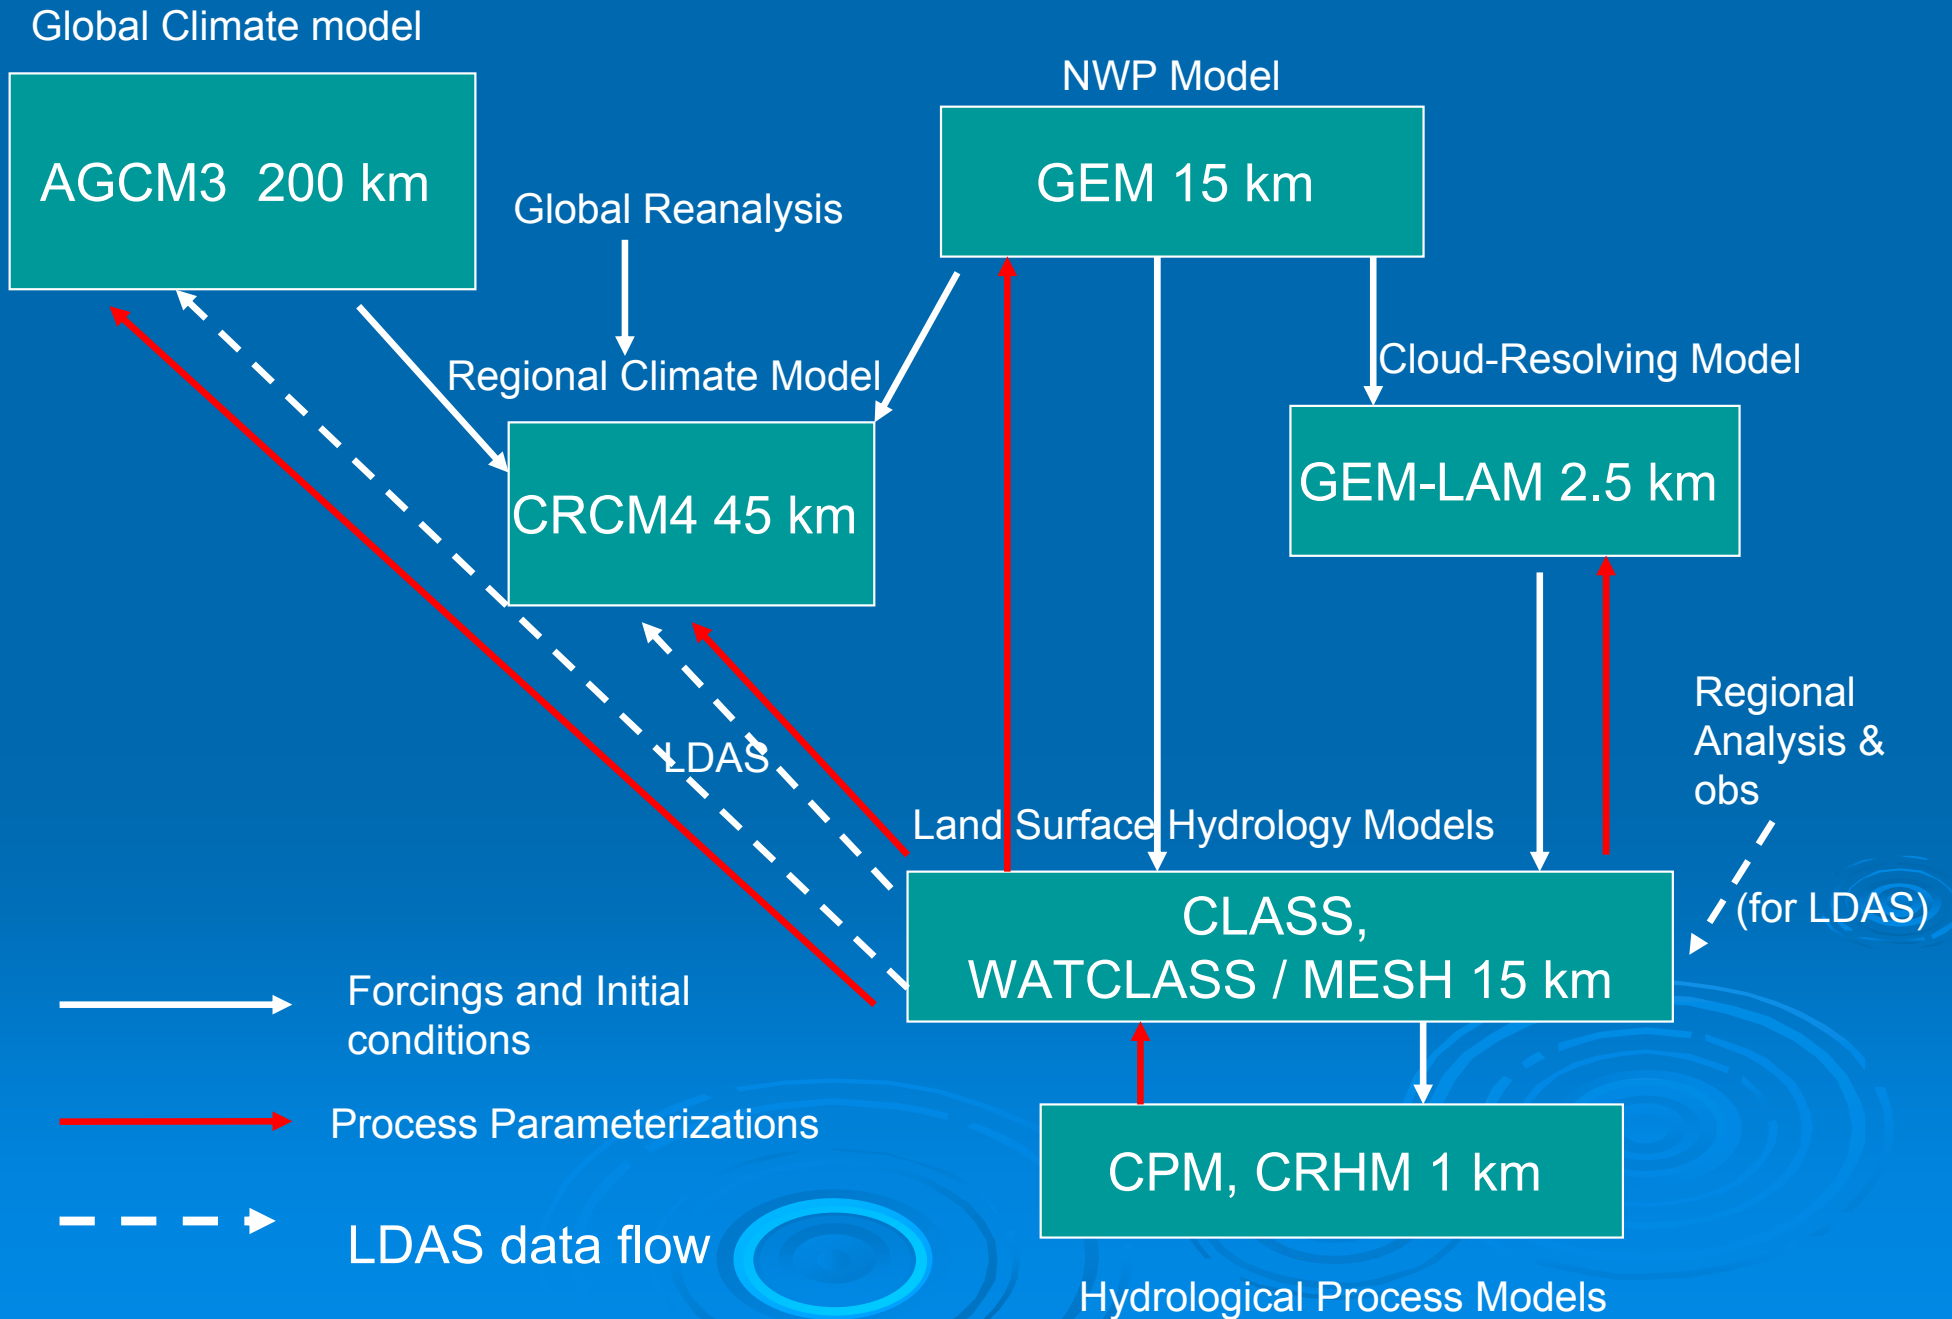 Global Climate model
NWP Model
AGCM3 200 km
GEM 15 km
Global Reanalysis
Regional Climate Model
Cloud-Resolving Model
CRCM4 45 km
GEM-LAM 2.5 km
Regional
Analysis &
obs
LDAS
Land Surface Hydrology Models
(for LDAS)
CLASS,
WATCLASS / MESH 15 km
Forcings and Initial
conditions
Process Parameterizations
CPM, CRHM 1 km
LDAS data flow
Hydrological Process Models